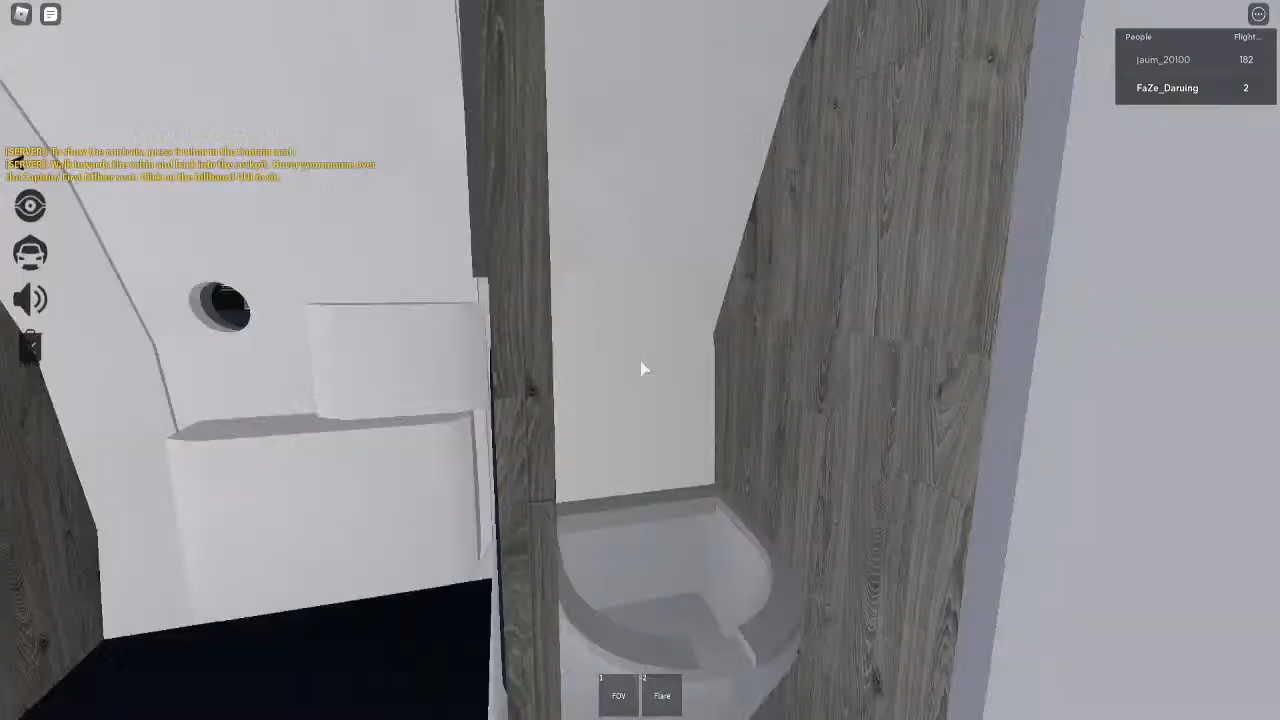 People Flight...
jaum_20100 182
FaZe_Daruing 2
[SERVER]: To show the controls, press 9 when in the Captain seat.
[SERVER]: Walk towards the cabin and back into the cockpit. Hover your mouse over
the Captain/ First Officer seat. Click on the billboard GUI to sit.
1 2
FOV Flare